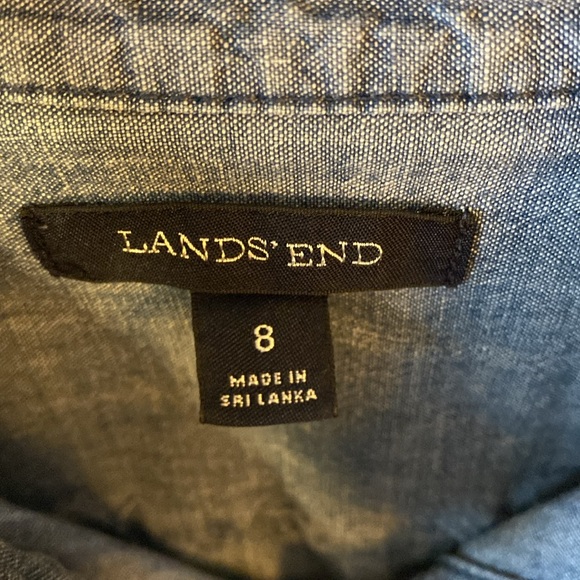 LANDS' END
8
MADE IN
SRI LANKA